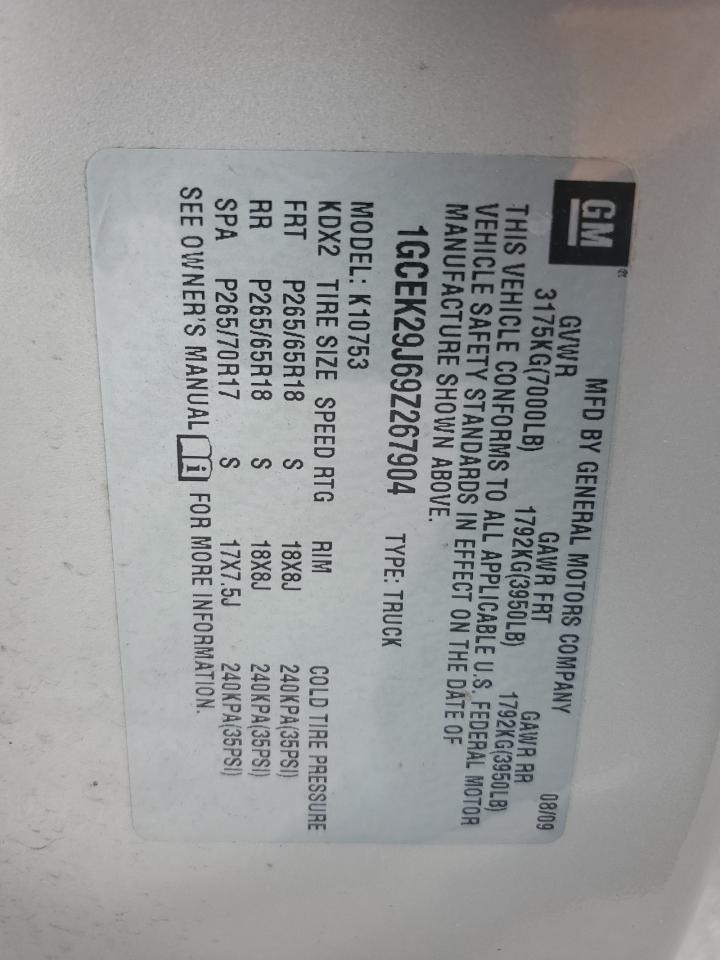 GM
MFD BY GENERAL MOTORS COMPANY 08/09
GVWR GAWR FRT GAWR RR
3175KG(7000LB) 1792KG(3950LB) 1792KG(3950LB)
THIS VEHICLE CONFORMS TO ALL APPLICABLE U.S. FEDERAL MOTOR
VEHICLE SAFETY STANDARDS IN EFFECT ON THE DATE OF
MANUFACTURE SHOWN ABOVE.
1GCEK29J69Z267904 TYPE: TRUCK
MODEL: K10753
KDX2 TIRE SIZE SPEED RTG RIM COLD TIRE PRESSURE
FRT P265/65R18 S 18X8J 240KPA(35PSI)
RR P265/65R18 S 18X8J 240KPA(35PSI)
SPA P265/70R17 S 17X7.5J 240KPA(35PSI)
SEE OWNER'S MANUAL i FOR MORE INFORMATION.